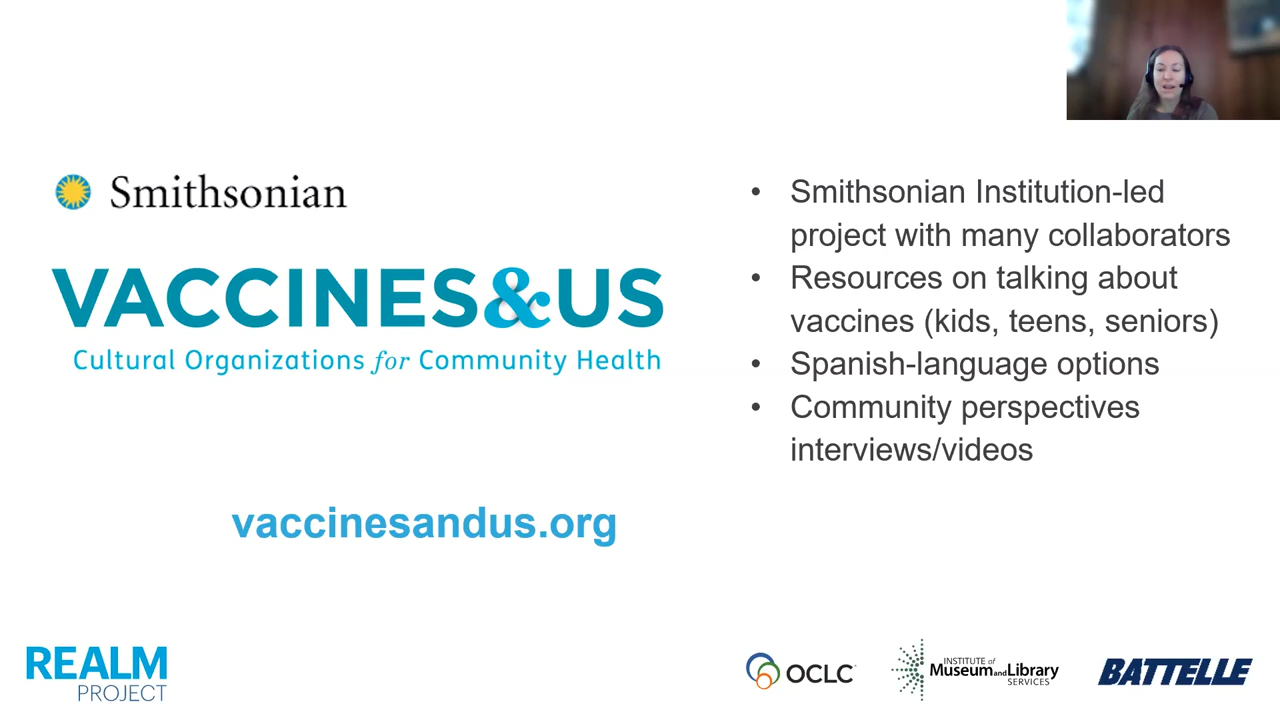 Smithsonian
VACCINES&US
Cultural Organizations for Community Health
vaccinesandus.org
• Smithsonian Institution-led
project with many collaborators
• Resources on talking about
vaccines (kids, teens, seniors)
• Spanish-language options
• Community perspectives
interviews/videos
REALM
PROJECT
OCLC
INSTITUTE of
Museum and Library
SERVICES
BATTELLE